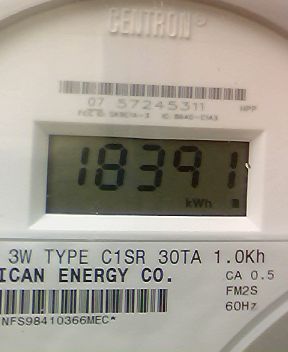 CENTRON®
07 57245311
HPP
18391
kWh
3W TYPE C1SR 30TA 1.0Kh
ICAN ENERGY CO.
CA 0.5
FM2S
60Hz
NFS98410366MEC*